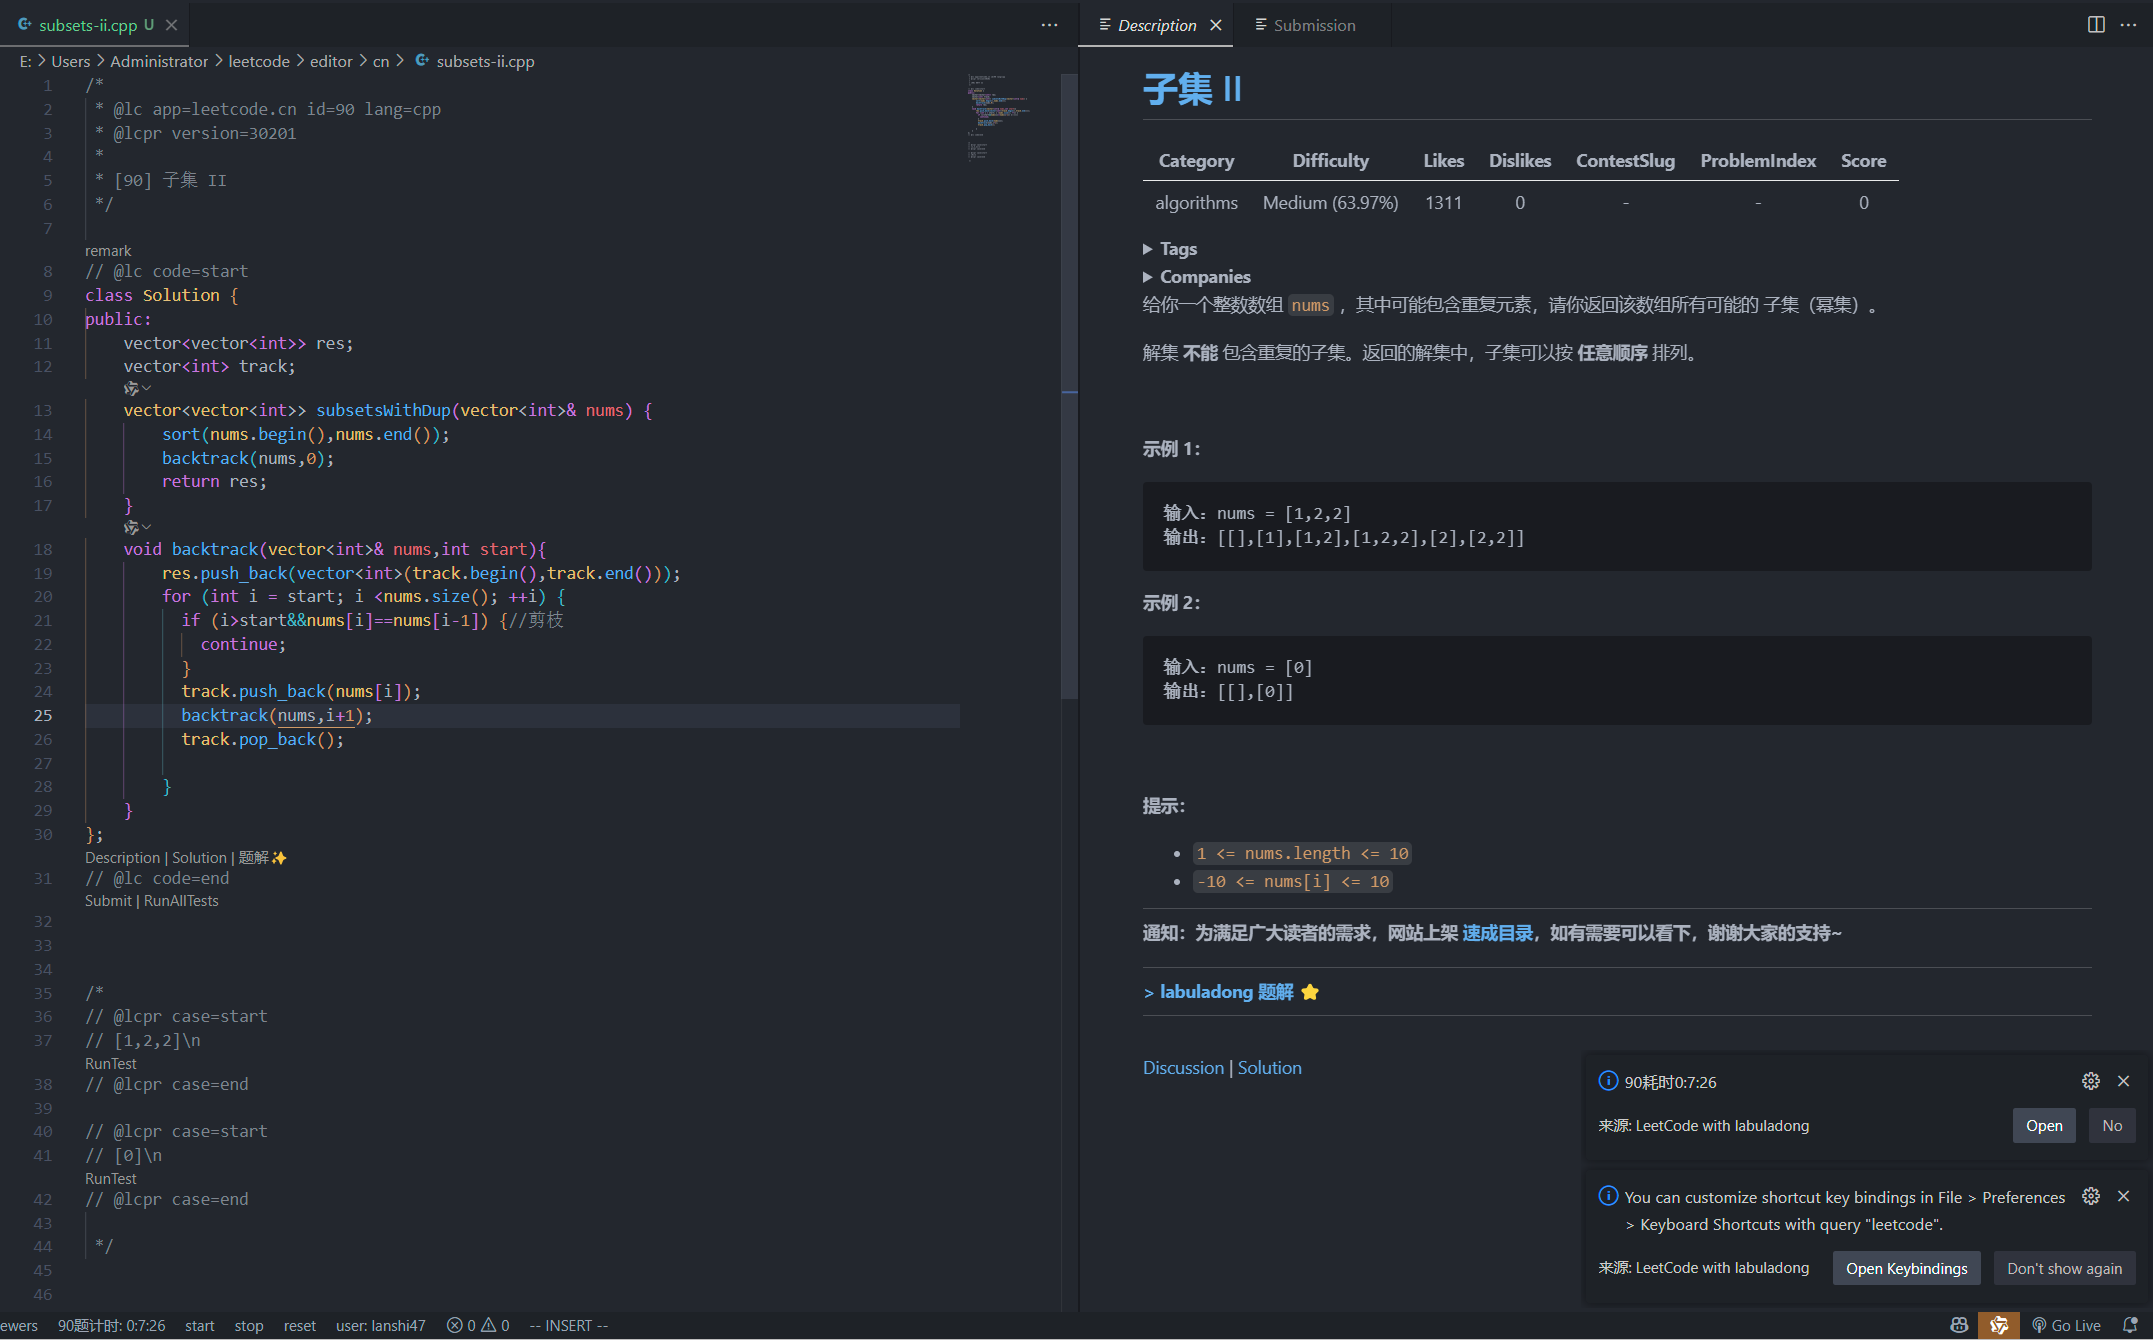 subsets-ii.cpp U
E: > Users > Administrator > leetcode > editor > cn > subsets-ii.cpp
1 /*
2 * @lc app=leetcode.cn id=90 lang=cpp
3 * @lcpr version=30201
4 *
5 * [90] 子集 II
6 */
7
remark
8 // @lc code=start
9 class Solution {
10 public:
11 vector<vector<int>> res;
12 vector<int> track;
13 vector<vector<int>> subsetsWithDup(vector<int>& nums) {
14 sort(nums.begin(),nums.end());
15 backtrack(nums,0);
16 return res;
17 }
18 void backtrack(vector<int>& nums,int start){
19 res.push_back(vector<int>(track.begin(),track.end()));
20 for (int i = start; i <nums.size(); ++i) {
21 if (i>start&&nums[i]==nums[i-1]) {//剪枝
22 continue;
23 }
24 track.push_back(nums[i]);
25 backtrack(nums,i+1);
26 track.pop_back();
27
28 }
29 }
30 };
Description | Solution | 题解✨
31 // @lc code=end
Submit | RunAllTests
32
33
34
35 /*
36 // @lcpr case=start
37 // [1,2,2]\n
RunTest
38 // @lcpr case=end
39
40 // @lcpr case=start
41 // [0]\n
RunTest
42 // @lcpr case=end
43
44 */
45
46
Description Submission
子集 II
Category Difficulty Likes Dislikes ContestSlug ProblemIndex Score
algorithms Medium (63.97%) 1311 0 - - 0
Tags
Companies
给你一个整数数组 nums ，其中可能包含重复元素，请你返回该数组所有可能的 子集（幂集）。
解集 不能 包含重复的子集。返回的解集中，子集可以按 任意顺序 排列。
示例 1：
输入：nums = [1,2,2]
输出：[[],[1],[1,2],[1,2,2],[2],[2,2]]
示例 2：
输入：nums = [0]
输出：[[],[0]]
提示：
• 1 <= nums.length <= 10
• -10 <= nums[i] <= 10
通知：为满足广大读者的需求，网站上架 速成目录，如有需要可以看下，谢谢大家的支持~
> labuladong 题解 ⭐
Discussion | Solution
90耗时0:7:26
来源: LeetCode with labuladong Open No
You can customize shortcut key bindings in File > Preferences
> Keyboard Shortcuts with query "leetcode".
来源: LeetCode with labuladong Open Keybindings Don't show again
ewers 90题计时: 0:7:26 start stop reset user: lanshi47 0 0 -- INSERT -- Go Live